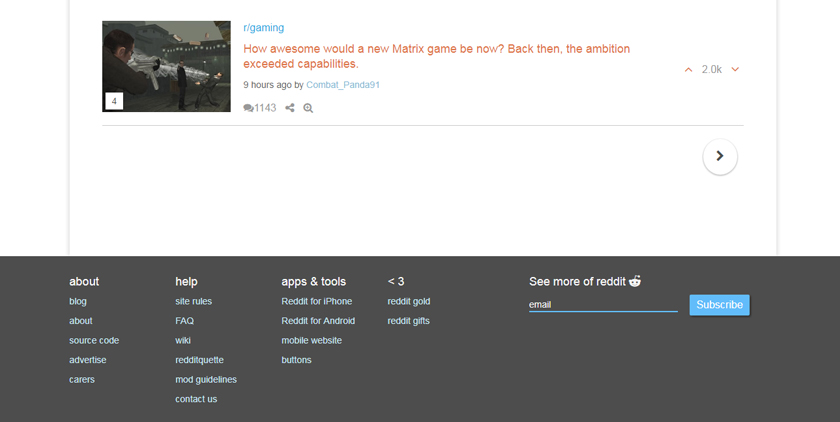 r/gaming
How awesome would a new Matrix game be now? Back then, the ambition
exceeded capabilities.
9 hours ago by Combat_Panda91
4
1143
2.0k
about
blog
about
source code
advertise
carers
help
site rules
FAQ
wiki
redditquette
mod guidelines
contact us
apps & tools
Reddit for iPhone
Reddit for Android
mobile website
buttons
< 3
reddit gold
reddit gifts
See more of reddit
email
Subscribe